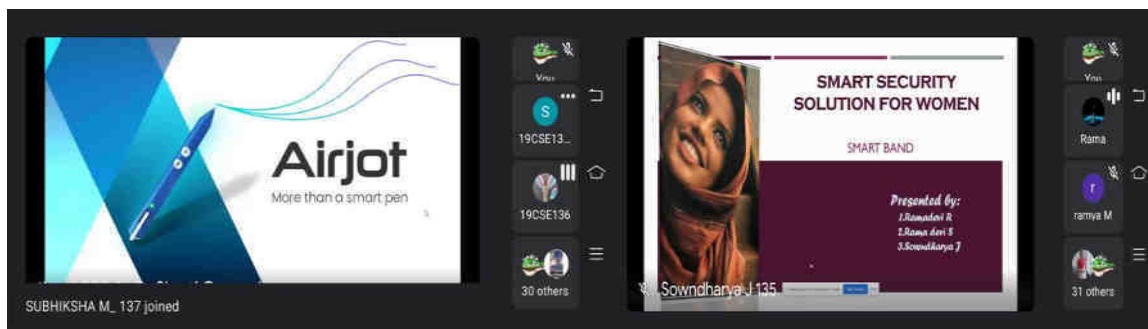 Airjot
More than a smart pen
SUBHIKSHA M_ 137 joined
You
S
19CSE13...
19CSE136
30 others
SMART SECURITY
SOLUTION FOR WOMEN
SMART BAND
Presented by:
1.Ramadevi R
2.Rama devi S
3.Sowndharya J
Sowndharya J 135
You
Rama
r
ramya M
31 others